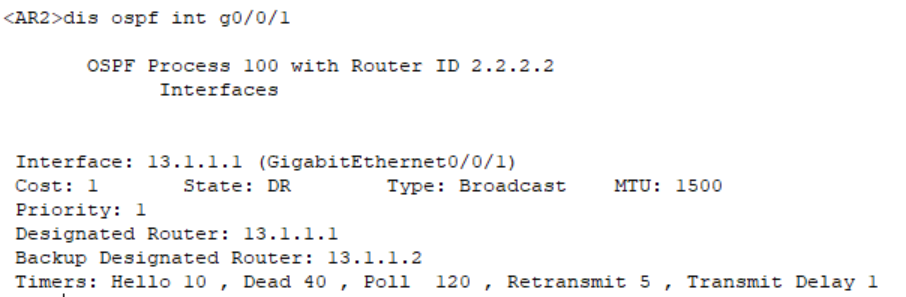 <AR2>dis ospf int g0/0/1
OSPF Process 100 with Router ID 2.2.2.2
Interfaces
Interface: 13.1.1.1 (GigabitEthernet0/0/1)
Cost: 1 State: DR Type: Broadcast MTU: 1500
Priority: 1
Designated Router: 13.1.1.1
Backup Designated Router: 13.1.1.2
Timers: Hello 10 , Dead 40 , Poll 120 , Retransmit 5 , Transmit Delay 1